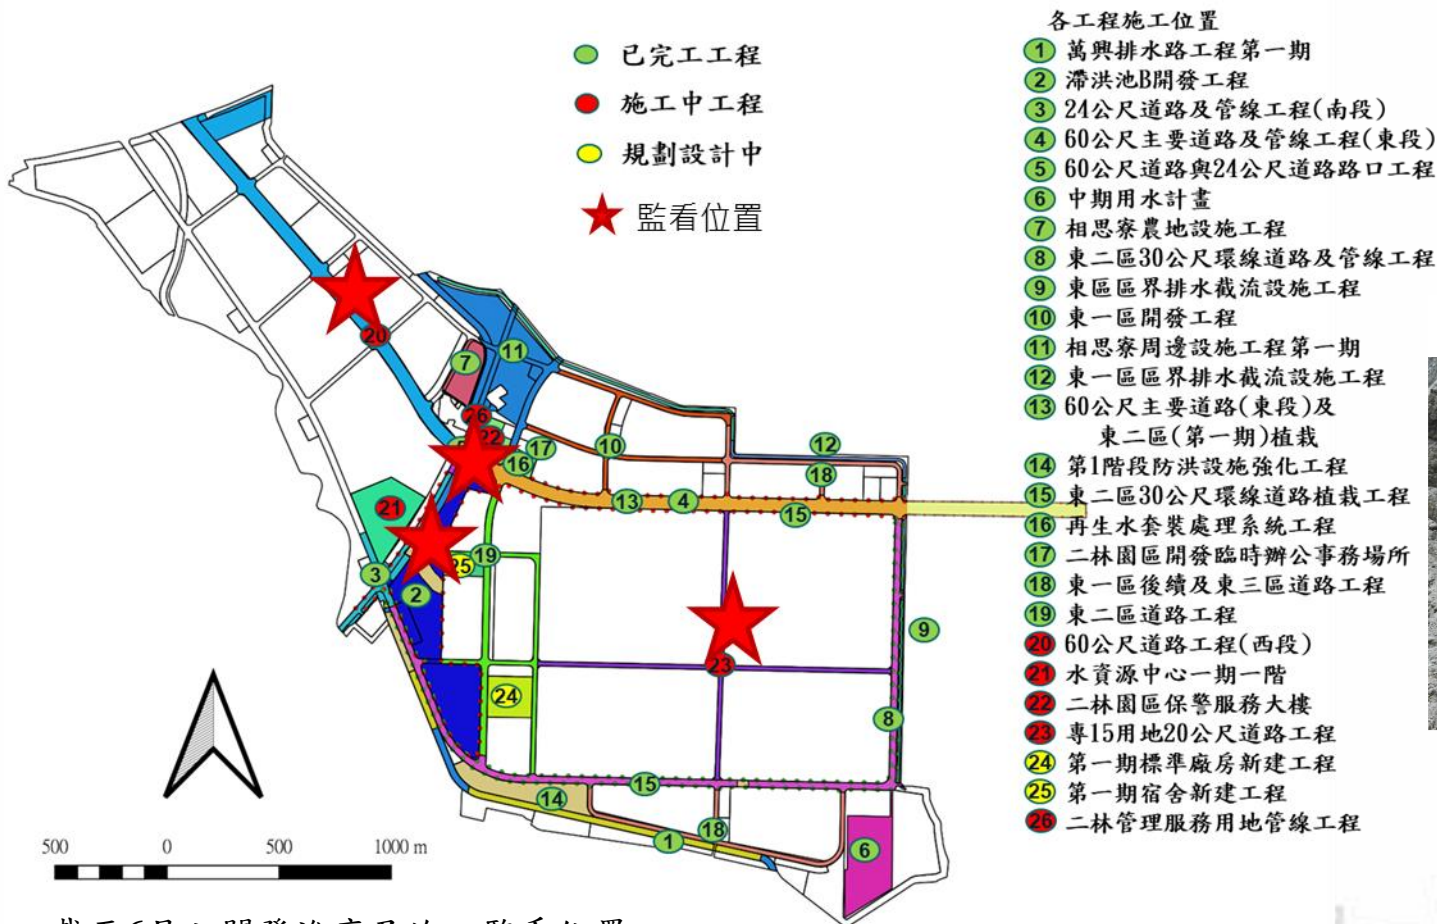 各工程施工位置
已完工工程
施工中工程
規劃設計中
監看位置
1 萬興排水路工程第一期
2 滯洪池B開發工程
3 24公尺道路及管線工程(南段)
4 60公尺主要道路及管線工程(東段)
5 60公尺道路與24公尺道路路口工程
6 中期用水計畫
7 相思寮農地設施工程
8 東二區30公尺環線道路及管線工程
9 東區區界排水截流設施工程
10 東一區開發工程
11 相思寮周邊設施工程第一期
12 東一區區界排水截流設施工程
13 60公尺主要道路(東段)及
東二區(第一期)植栽
14 第1階段防洪設施強化工程
15 東二區30公尺環線道路植栽工程
16 再生水套裝處理系統工程
17 二林園區開發臨時辦公事務場所
18 東一區後續及東三區道路工程
19 東二區道路工程
20 60公尺道路工程(西段)
21 水資源中心一期一階
22 二林園區保警服務大樓
23 專15用地20公尺道路工程
24 第一期標準廠房新建工程
25 第一期宿舍新建工程
26 二林管理服務用地管線工程
20
7
11
26
22
17
16
10
12
18
13
4
15
21
3
2
19
25
9
23
24
8
14
15
1
18
6
500
0
500
1000 m